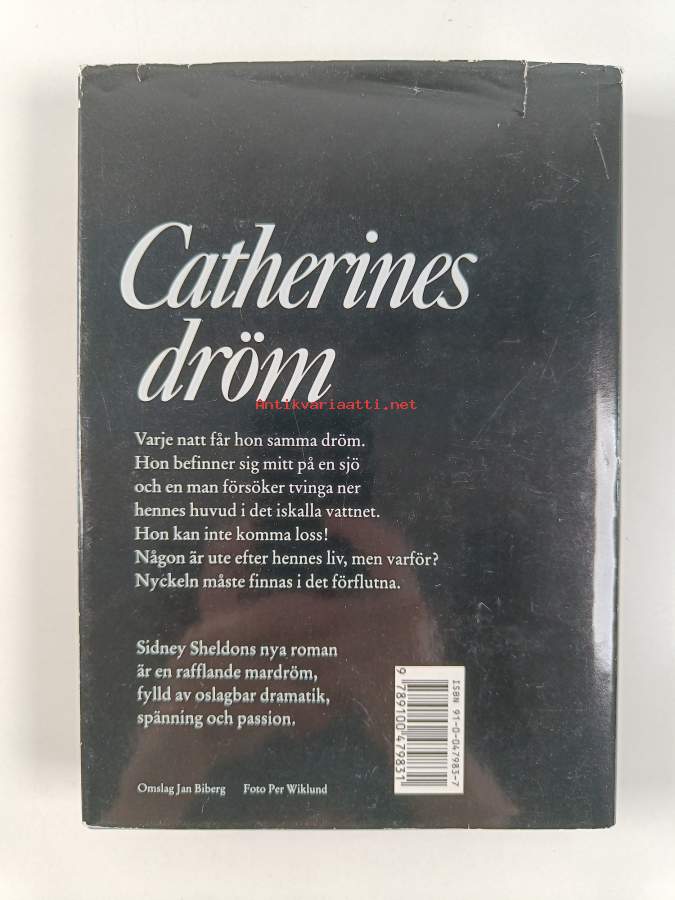 Catherines
dröm
Antikvariaatti.net
Varje natt får hon samma dröm.
Hon befinner sig mitt på en sjö
och en man försöker tvinga ner
hennes huvud i det iskalla vattnet.
Hon kan inte komma loss!
Någon är ute efter hennes liv, men varför?
Nyckeln måste finnas i det förflutna.
Sidney Sheldons nya roman
är en rafflande mardröm,
fylld av oslagbar dramatik,
spänning och passion.
ISBN 91-0-047983-7
9 789100 479831
Omslag Jan Biberg Foto Per Wiklund